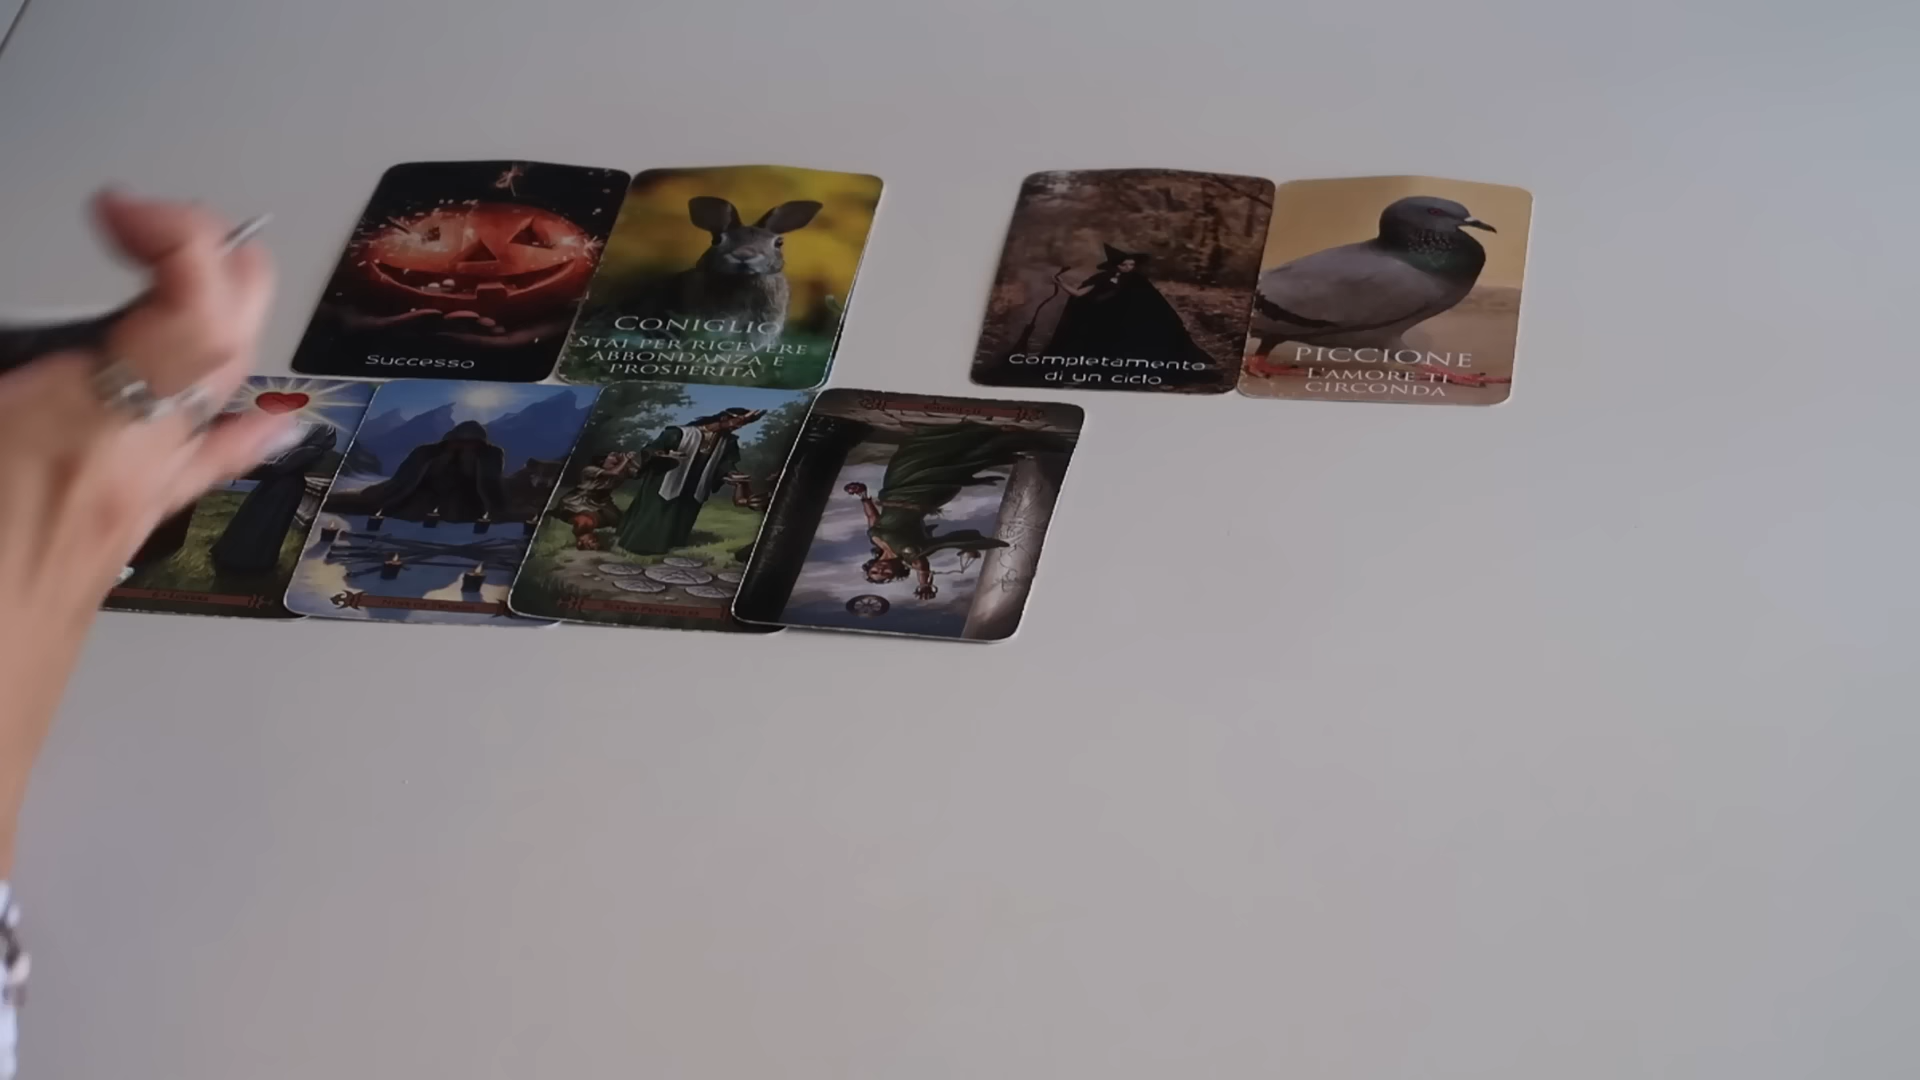 Successo
CONIGLIO
STAI PER RICEVERE
ABBONDANZA E
PROSPERITÀ
Completamento
di un ciclo
PICCIONE
L'AMORE TI
CIRCONDA